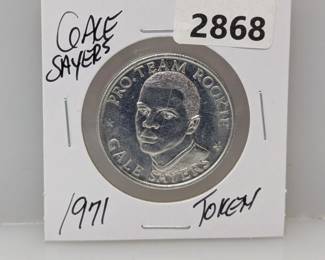 GALE
SAYERS
2868
PRO. TEAM ROOKIE
GALE SAYERS
1971
TOKEN